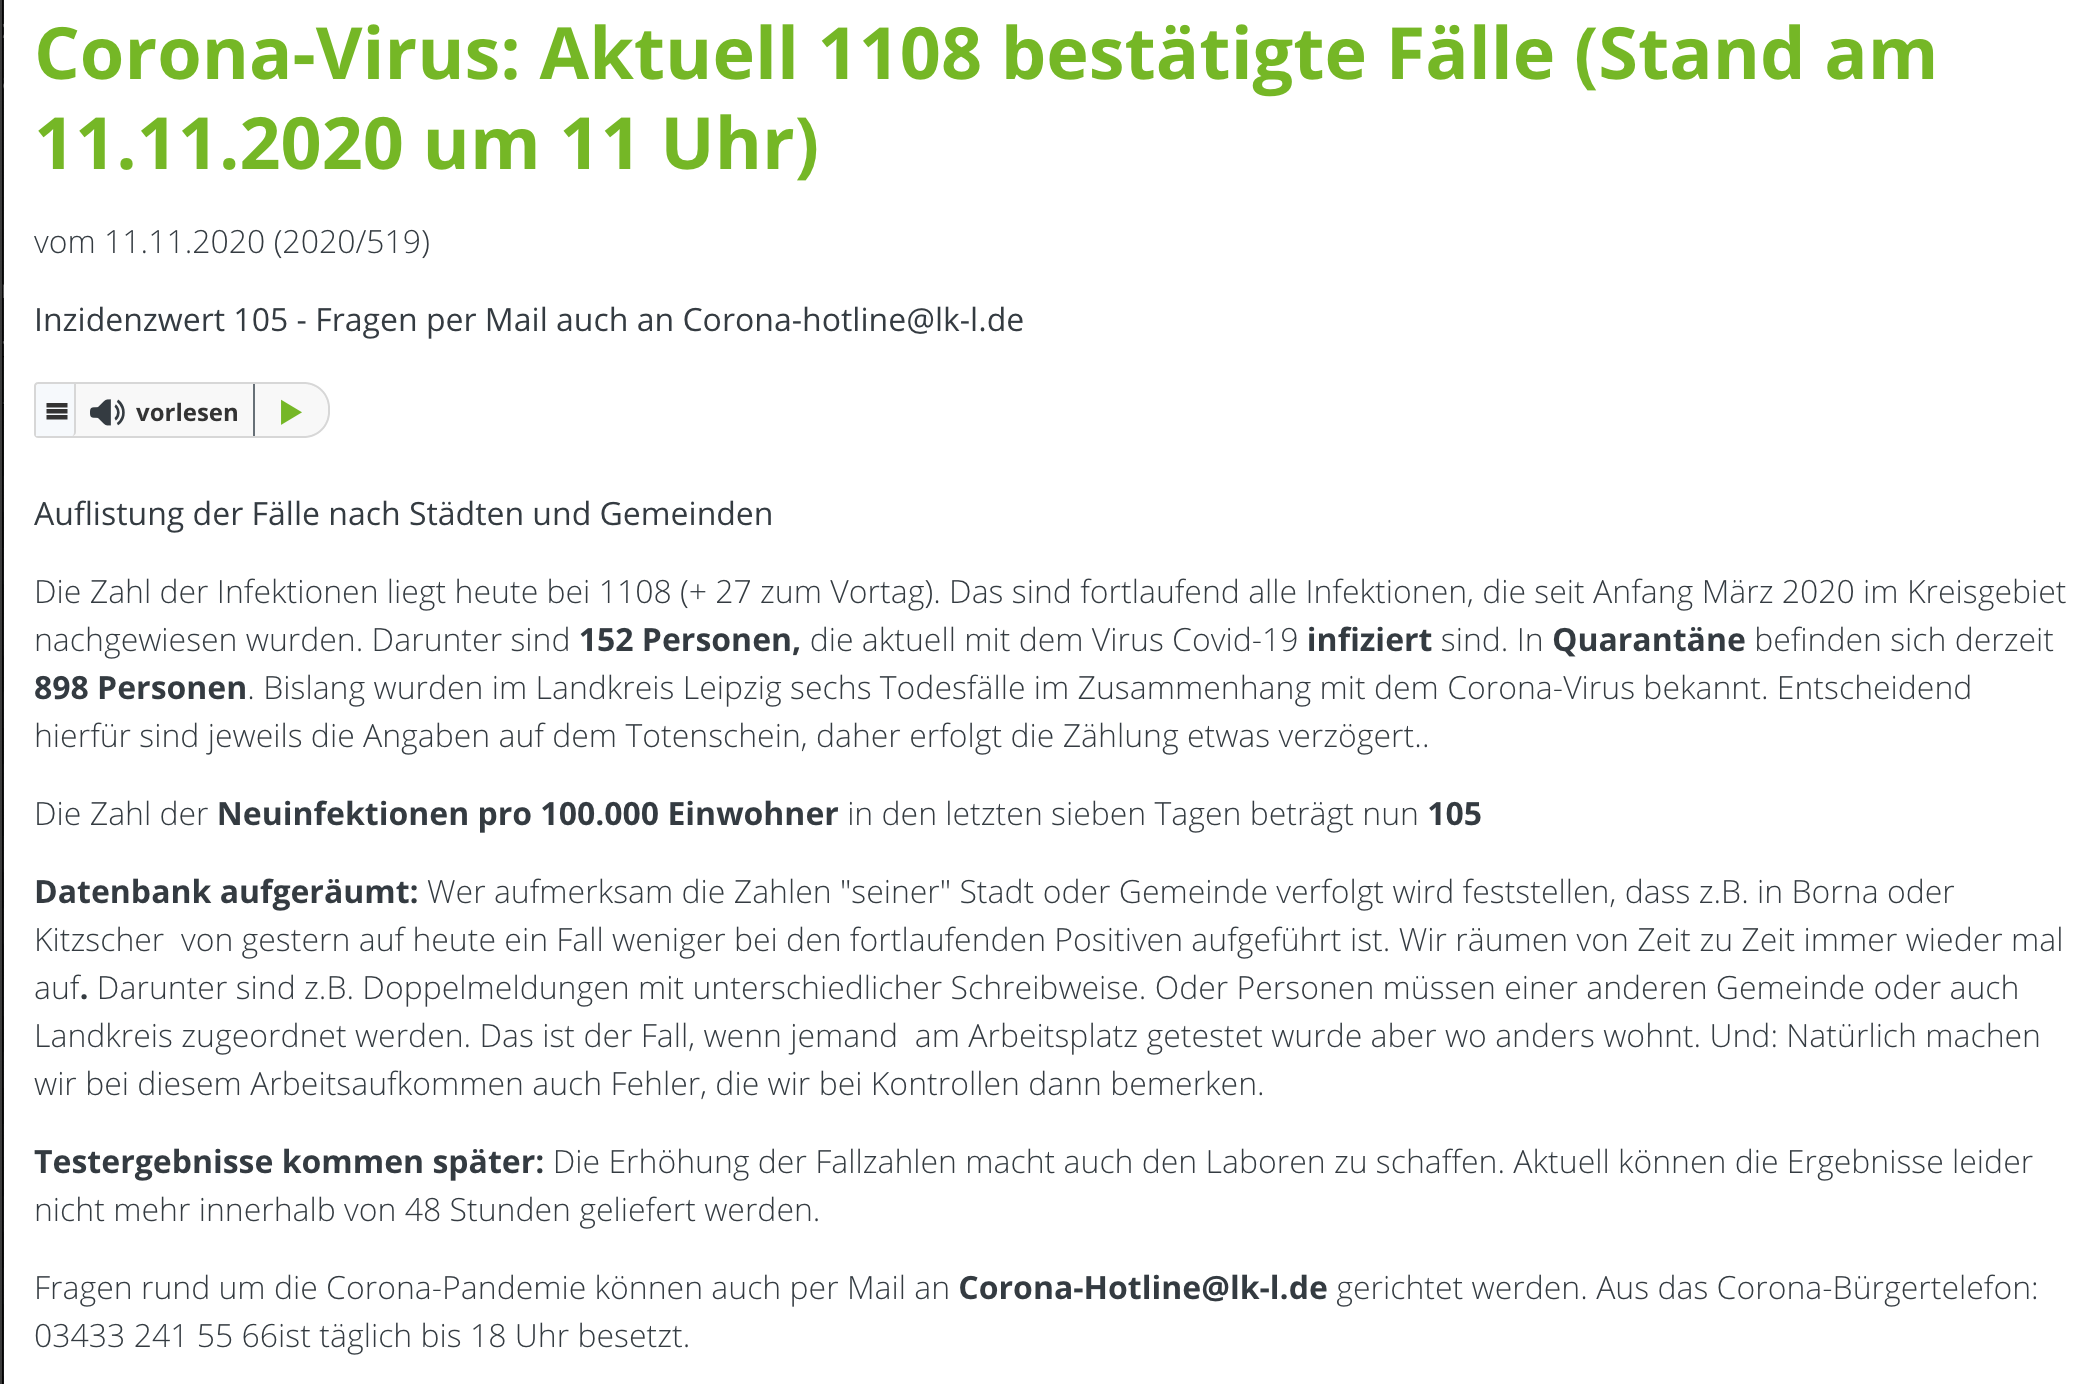 Corona-Virus: Aktuell 1108 bestätigte Fälle (Stand am
11.11.2020 um 11 Uhr)
vom 11.11.2020 (2020/519)
Inzidenzwert 105 - Fragen per Mail auch an Corona-hotline@lk-l.de
vorlesen
Auflistung der Fälle nach Städten und Gemeinden
Die Zahl der Infektionen liegt heute bei 1108 (+ 27 zum Vortag). Das sind fortlaufend alle Infektionen, die seit Anfang März 2020 im Kreisgebiet
nachgewiesen wurden. Darunter sind 152 Personen, die aktuell mit dem Virus Covid-19 infiziert sind. In Quarantäne befinden sich derzeit
898 Personen. Bislang wurden im Landkreis Leipzig sechs Todesfälle im Zusammenhang mit dem Corona-Virus bekannt. Entscheidend
hierfür sind jeweils die Angaben auf dem Totenschein, daher erfolgt die Zählung etwas verzögert..
Die Zahl der Neuinfektionen pro 100.000 Einwohner in den letzten sieben Tagen beträgt nun 105
Datenbank aufgeräumt: Wer aufmerksam die Zahlen "seiner" Stadt oder Gemeinde verfolgt wird feststellen, dass z.B. in Borna oder
Kitzscher  von gestern auf heute ein Fall weniger bei den fortlaufenden Positiven aufgeführt ist. Wir räumen von Zeit zu Zeit immer wieder mal
auf. Darunter sind z.B. Doppelmeldungen mit unterschiedlicher Schreibweise. Oder Personen müssen einer anderen Gemeinde oder auch
Landkreis zugeordnet werden. Das ist der Fall, wenn jemand  am Arbeitsplatz getestet wurde aber wo anders wohnt. Und: Natürlich machen
wir bei diesem Arbeitsaufkommen auch Fehler, die wir bei Kontrollen dann bemerken.
Testergebnisse kommen später: Die Erhöhung der Fallzahlen macht auch den Laboren zu schaffen. Aktuell können die Ergebnisse leider
nicht mehr innerhalb von 48 Stunden geliefert werden.
Fragen rund um die Corona-Pandemie können auch per Mail an Corona-Hotline@lk-l.de gerichtet werden. Aus das Corona-Bürgertelefon:
03433 241 55 66ist täglich bis 18 Uhr besetzt.